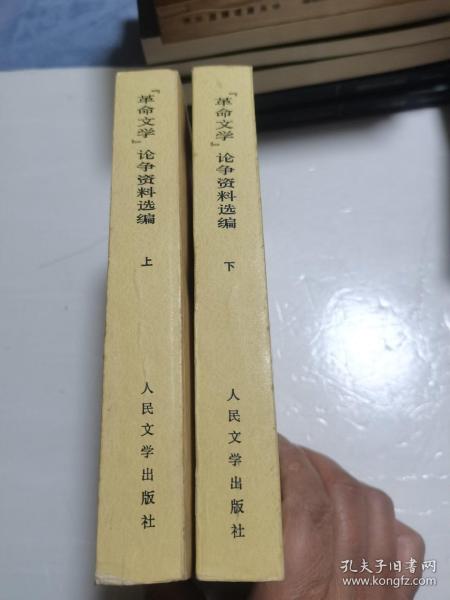 『革命文学』论争资料选编
上
人民文学出版社
『革命文学』论争资料选编
下
人民文学出版社
孔夫子旧书网
www.kongfz.com